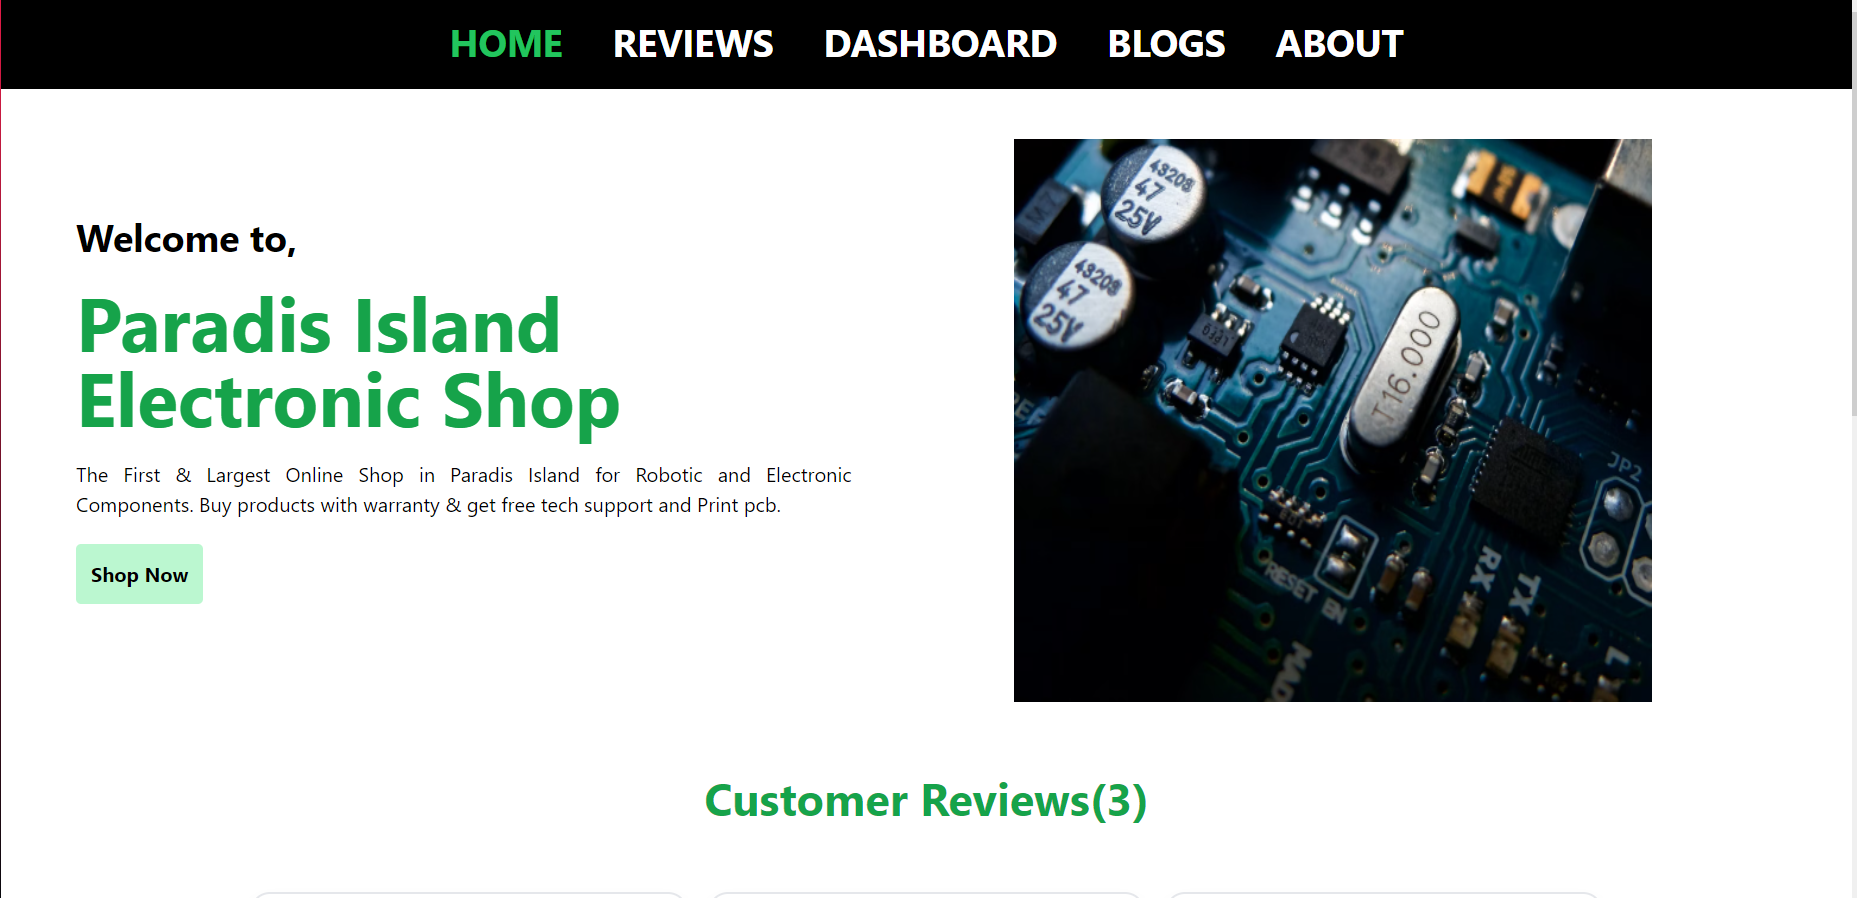 HOME REVIEWS DASHBOARD BLOGS ABOUT
Welcome to,
Paradis Island
Electronic Shop
The First & Largest Online Shop in Paradis Island for Robotic and Electronic
Components. Buy products with warranty & get free tech support and Print pcb.
Shop Now
43208
47
25V
43208
47
25V
T16.000
JP2
RX
TX
RESET EN
L
MAD
Customer Reviews(3)